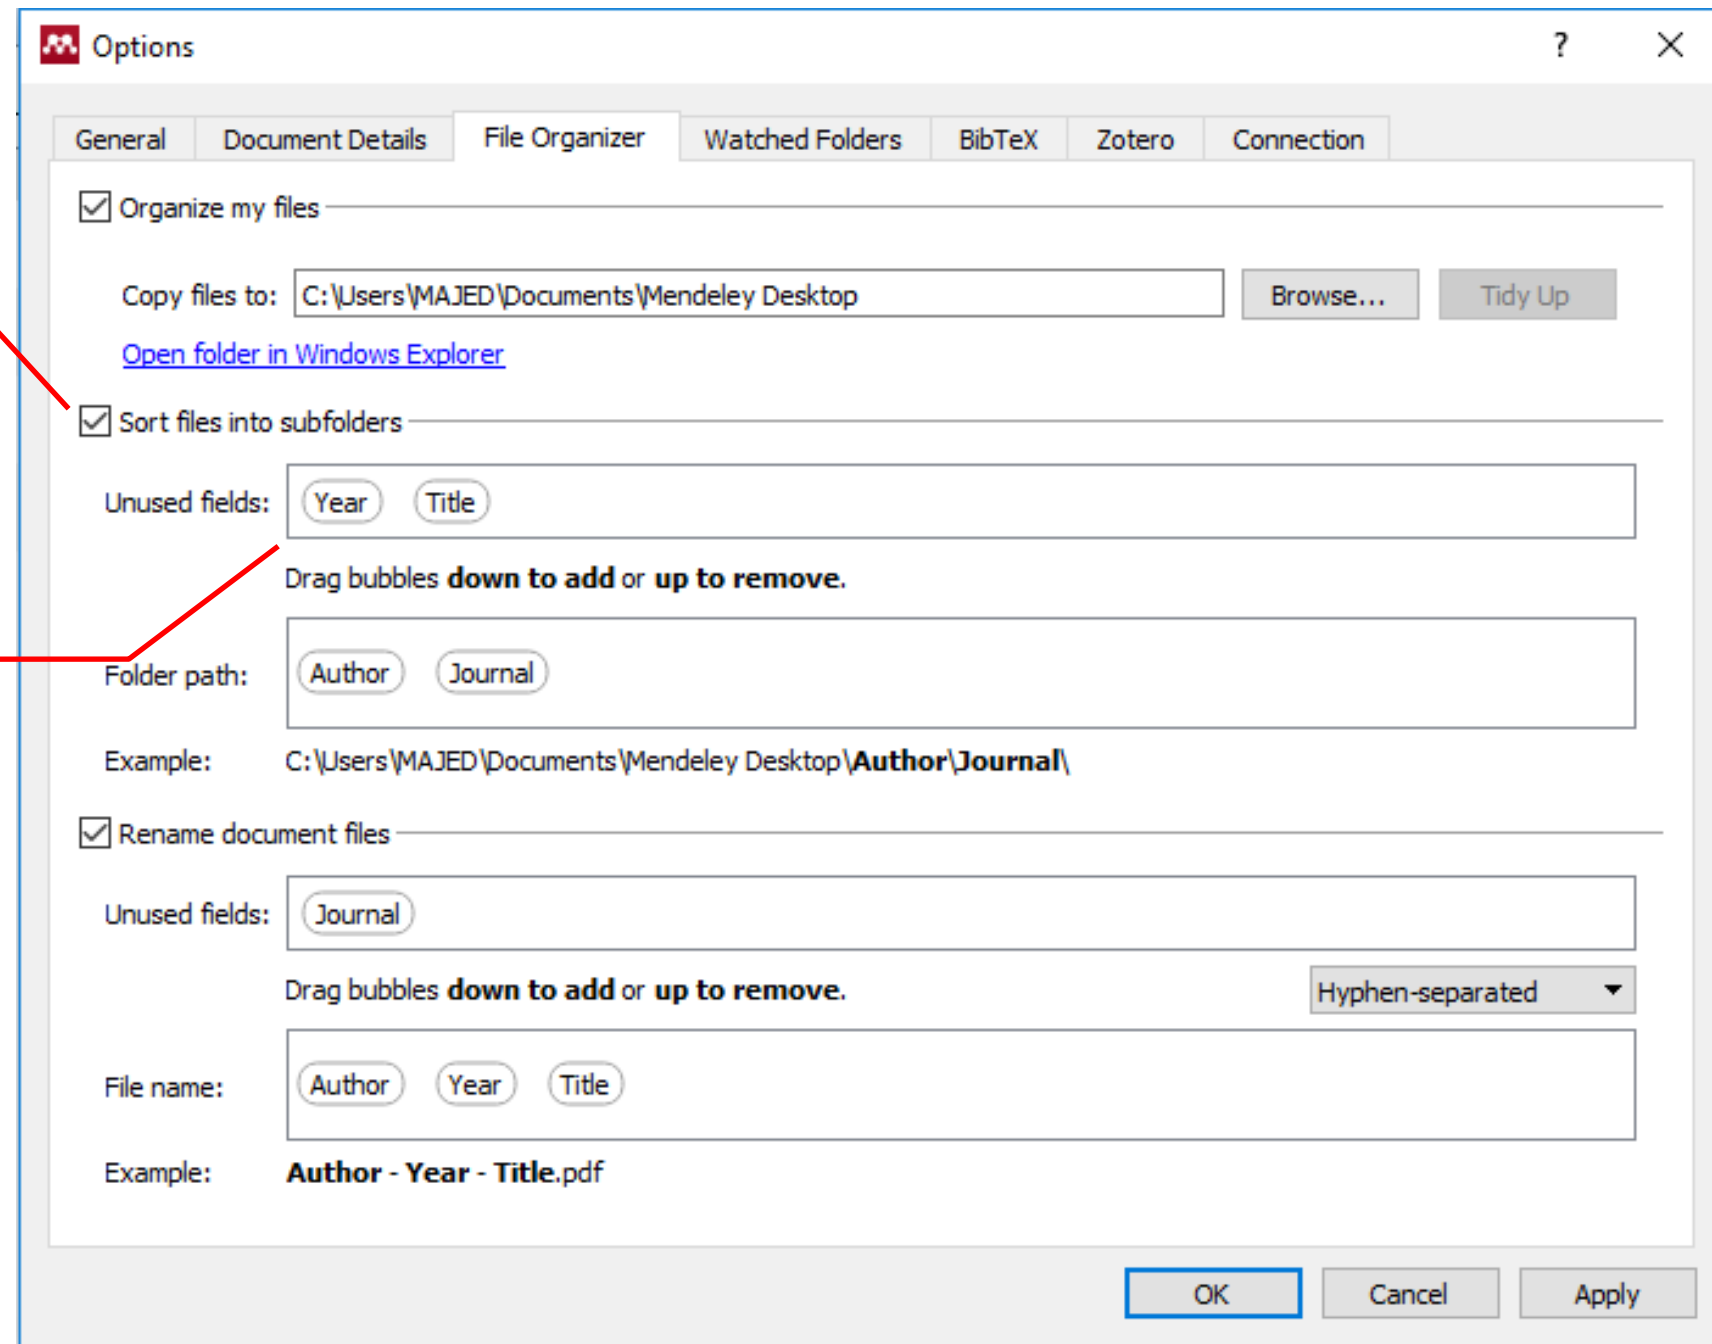 Options ?
General Document Details File Organizer Watched Folders BibTeX Zotero Connection
Organize my files
Copy files to: C:\Users\MAJED\Documents\Mendeley Desktop Browse... Tidy Up
Open folder in Windows Explorer
Sort files into subfolders
Unused fields: Year Title
Drag bubbles down to add or up to remove.
Folder path: Author Journal
Example: C:\Users\MAJED\Documents\Mendeley Desktop\Author\Journal\
Rename document files
Unused fields: Journal
Drag bubbles down to add or up to remove. Hyphen-separated
File name: Author Year Title
Example: Author - Year - Title.pdf
OK Cancel Apply